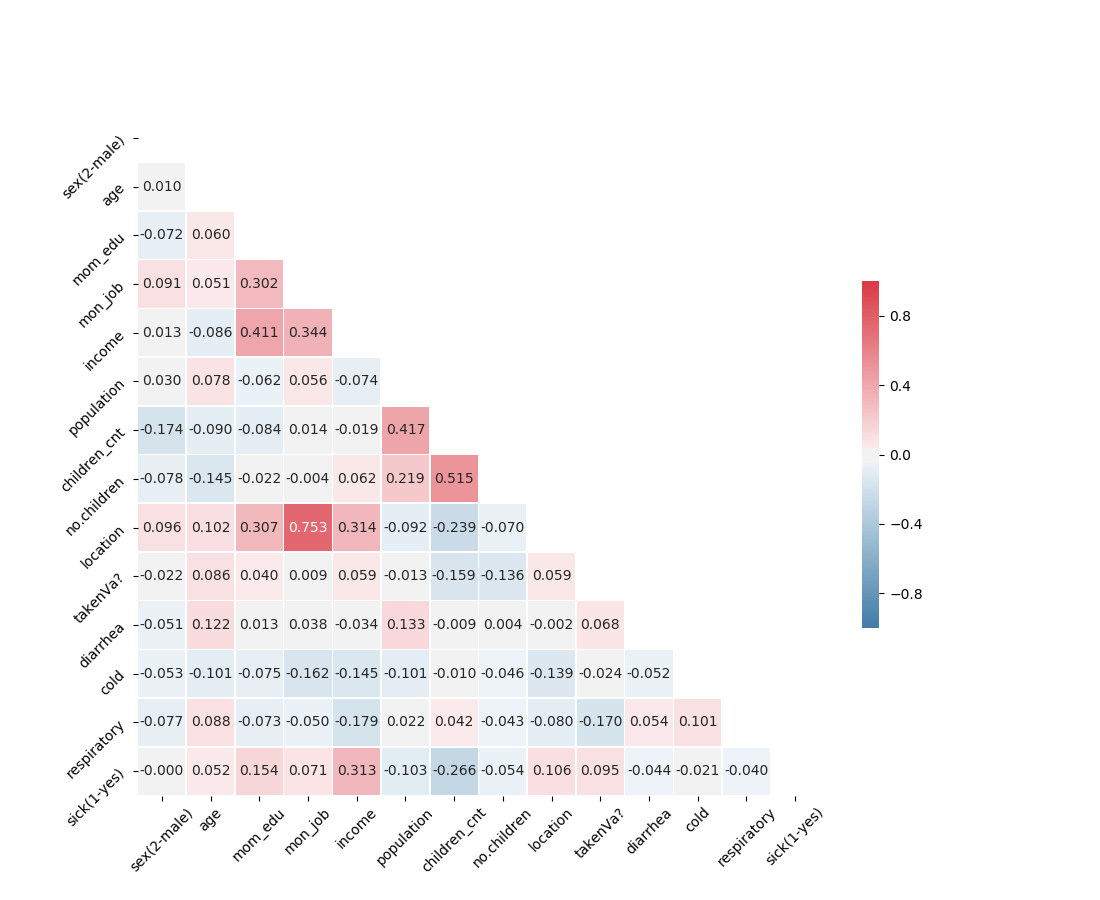 sex(2-male)
age 0.010
mom_edu -0.072 0.060
mon_job 0.091 0.051 0.302
income 0.013 -0.086 0.411 0.344
population 0.030 0.078 -0.062 0.056 -0.074
children_cnt -0.174 -0.090 -0.084 0.014 -0.019 0.417
no.children -0.078 -0.145 -0.022 -0.004 0.062 0.219 0.515
location 0.096 0.102 0.307 0.753 0.314 -0.092 -0.239 -0.070
takenVa? -0.022 0.086 0.040 0.009 0.059 -0.013 -0.159 -0.136 0.059
diarrhea -0.051 0.122 0.013 0.038 -0.034 0.133 -0.009 0.004 -0.002 0.068
cold -0.053 -0.101 -0.075 -0.162 -0.145 -0.101 -0.010 -0.046 -0.139 -0.024 -0.052
respiratory -0.077 0.088 -0.073 -0.050 -0.179 0.022 0.042 -0.043 -0.080 -0.170 0.054 0.101
sick(1-yes) -0.000 0.052 0.154 0.071 0.313 -0.103 -0.266 -0.054 0.106 0.095 -0.044 -0.021 -0.040
sex(2-male) age mom_edu mon_job income population children_cnt no.children location takenVa? diarrhea cold respiratory sick(1-yes)
0.8
0.4
0.0
−0.4
−0.8